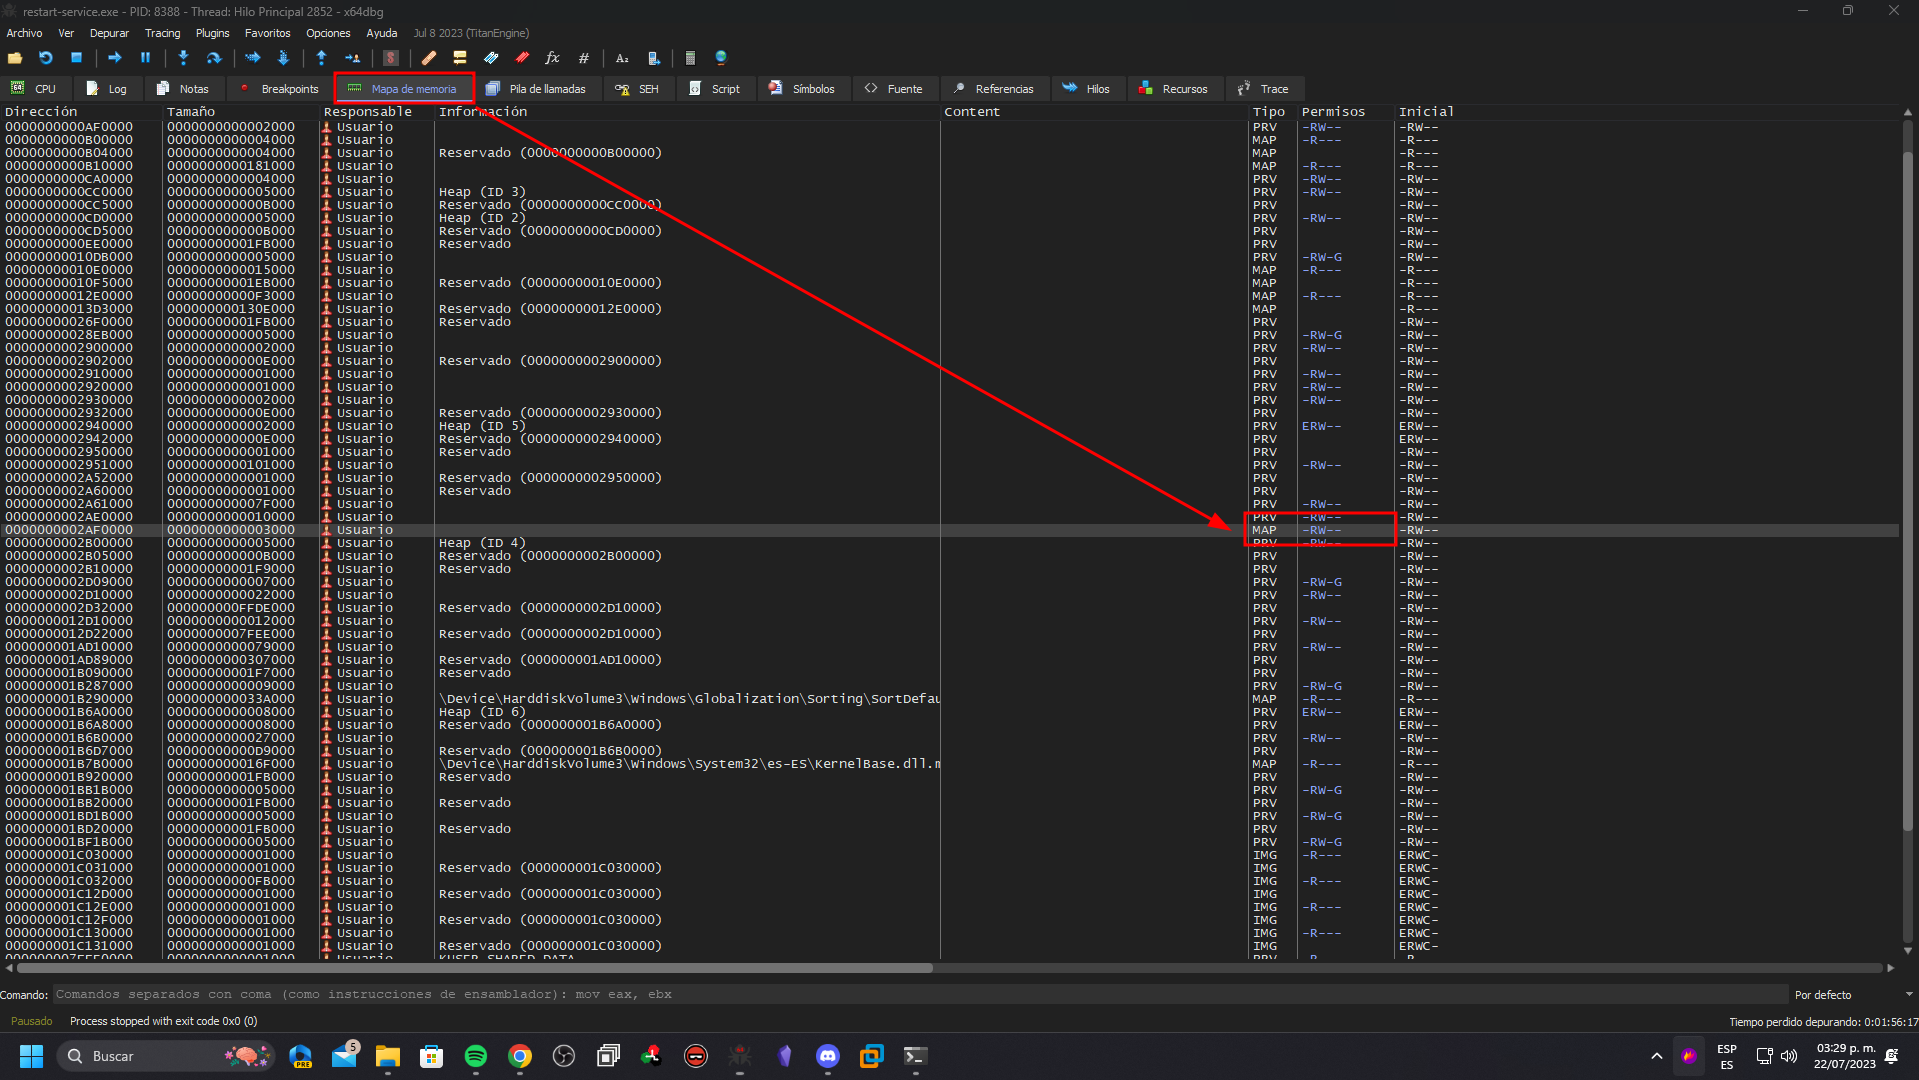 restart-service.exe - PID: 8388 - Thread: Hilo Principal 2852 - x64dbg
Archivo Ver Depurar Tracing Plugins Favoritos Opciones Ayuda Jul 8 2023 (TitanEngine)
CPU Log Notas Breakpoints Mapa de memoria Pila de llamadas SEH Script Símbolos Fuente Referencias Hilos Recursos Trace
Dirección Tamaño Responsable Información Content Tipo Permisos Inicial
0000000000AF0000 0000000000002000 Usuario PRV -RW-- -RW--
0000000000B00000 0000000000004000 Usuario MAP -R--- -R---
0000000000B04000 0000000000004000 Usuario Reservado (0000000000B00000) MAP -R---
0000000000B10000 0000000000181000 Usuario MAP -R--- -R---
0000000000CA0000 0000000000004000 Usuario PRV -RW-- -RW--
0000000000CC0000 0000000000005000 Usuario Heap (ID 3) PRV -RW-- -RW--
0000000000CC5000 000000000000B000 Usuario Reservado (0000000000CC0000) PRV -RW--
0000000000CD0000 0000000000005000 Usuario Heap (ID 2) PRV -RW-- -RW--
0000000000CD5000 000000000000B000 Usuario Reservado (0000000000CD0000) PRV -RW--
0000000000EE0000 00000000001FB000 Usuario Reservado PRV -RW--
00000000010DB000 0000000000005000 Usuario PRV -RW-G -RW--
00000000010E0000 0000000000015000 Usuario MAP -R--- -R---
00000000010F5000 00000000001EB000 Usuario Reservado (00000000010E0000) MAP -R---
00000000012E0000 00000000000F3000 Usuario MAP -R--- -R---
00000000013D3000 000000000130E000 Usuario Reservado (00000000012E0000) MAP -R---
00000000026F0000 00000000001FB000 Usuario Reservado PRV -RW--
00000000028EB000 0000000000005000 Usuario PRV -RW-G -RW--
0000000002900000 0000000000002000 Usuario PRV -RW-- -RW--
0000000002902000 000000000000E000 Usuario Reservado (0000000002900000) PRV -RW--
0000000002910000 0000000000001000 Usuario PRV -RW-- -RW--
0000000002920000 0000000000001000 Usuario PRV -RW-- -RW--
0000000002930000 0000000000002000 Usuario PRV -RW-- -RW--
0000000002932000 000000000000E000 Usuario Reservado (0000000002930000) PRV -RW--
0000000002940000 0000000000002000 Usuario Heap (ID 5) PRV ERW-- ERW--
0000000002942000 000000000000E000 Usuario Reservado (0000000002940000) PRV ERW--
0000000002950000 0000000000001000 Usuario Reservado PRV -RW--
0000000002951000 0000000000101000 Usuario PRV -RW-- -RW--
0000000002A52000 0000000000001000 Usuario Reservado (0000000002950000) PRV -RW--
0000000002A60000 0000000000001000 Usuario Reservado PRV -RW--
0000000002A61000 000000000007F000 Usuario PRV -RW-- -RW--
0000000002AE0000 0000000000010000 Usuario PRV -RW-- -RW--
0000000002AF0000 0000000000003000 Usuario MAP -RW-- -RW--
0000000002B00000 0000000000005000 Usuario Heap (ID 4) PRV -RW-- -RW--
0000000002B05000 000000000000B000 Usuario Reservado (0000000002B00000) PRV -RW--
0000000002B10000 00000000001F9000 Usuario Reservado PRV -RW--
0000000002D09000 0000000000007000 Usuario PRV -RW-G -RW--
0000000002D10000 0000000000022000 Usuario PRV -RW-- -RW--
0000000002D32000 000000000FFDE000 Usuario Reservado (0000000002D10000) PRV -RW--
0000000012D10000 0000000000012000 Usuario PRV -RW-- -RW--
0000000012D22000 0000000007FEE000 Usuario Reservado (0000000002D10000) PRV -RW--
000000001AD10000 0000000000079000 Usuario PRV -RW-- -RW--
000000001AD89000 0000000000307000 Usuario Reservado (000000001AD10000) PRV -RW--
000000001B090000 00000000001F7000 Usuario Reservado PRV -RW--
000000001B287000 0000000000009000 Usuario PRV -RW-G -RW--
000000001B290000 000000000033A000 Usuario \Device\HarddiskVolume3\Windows\Globalization\Sorting\SortDefau MAP -R--- -R---
000000001B6A0000 0000000000008000 Usuario Heap (ID 6) PRV ERW-- ERW--
000000001B6A8000 0000000000008000 Usuario Reservado (000000001B6A0000) PRV ERW--
000000001B6B0000 0000000000027000 Usuario PRV -RW-- -RW--
000000001B6D7000 00000000000D9000 Usuario Reservado (000000001B6B0000) PRV -RW--
000000001B7B0000 000000000016F000 Usuario \Device\HarddiskVolume3\Windows\System32\es-ES\KernelBase.dll.m MAP -R--- -R---
000000001B920000 00000000001FB000 Usuario Reservado PRV -RW--
000000001BB1B000 0000000000005000 Usuario PRV -RW-G -RW--
000000001BB20000 00000000001FB000 Usuario Reservado PRV -RW--
000000001BD1B000 0000000000005000 Usuario PRV -RW-G -RW--
000000001BD20000 00000000001FB000 Usuario Reservado PRV -RW--
000000001BF1B000 0000000000005000 Usuario PRV -RW-G -RW--
000000001C030000 0000000000001000 Usuario IMG -R--- ERWC-
000000001C031000 0000000000001000 Usuario Reservado (000000001C030000) IMG ERWC-
000000001C032000 00000000000FB000 Usuario IMG -R--- ERWC-
000000001C12D000 0000000000001000 Usuario Reservado (000000001C030000) IMG ERWC-
000000001C12E000 0000000000001000 Usuario IMG -R--- ERWC-
000000001C12F000 0000000000001000 Usuario Reservado (000000001C030000) IMG ERWC-
000000001C130000 0000000000001000 Usuario IMG -R--- ERWC-
000000001C131000 0000000000001000 Usuario Reservado (000000001C030000) IMG ERWC-
Comando: Comandos separados con coma (como instrucciones de ensamblador): mov eax, ebx Por defecto
Pausado Process stopped with exit code 0x0 (0) Tiempo perdido depurando: 0:01:56:17
Buscar PRE 5 ESP ES 03:29 p. m. 22/07/2023